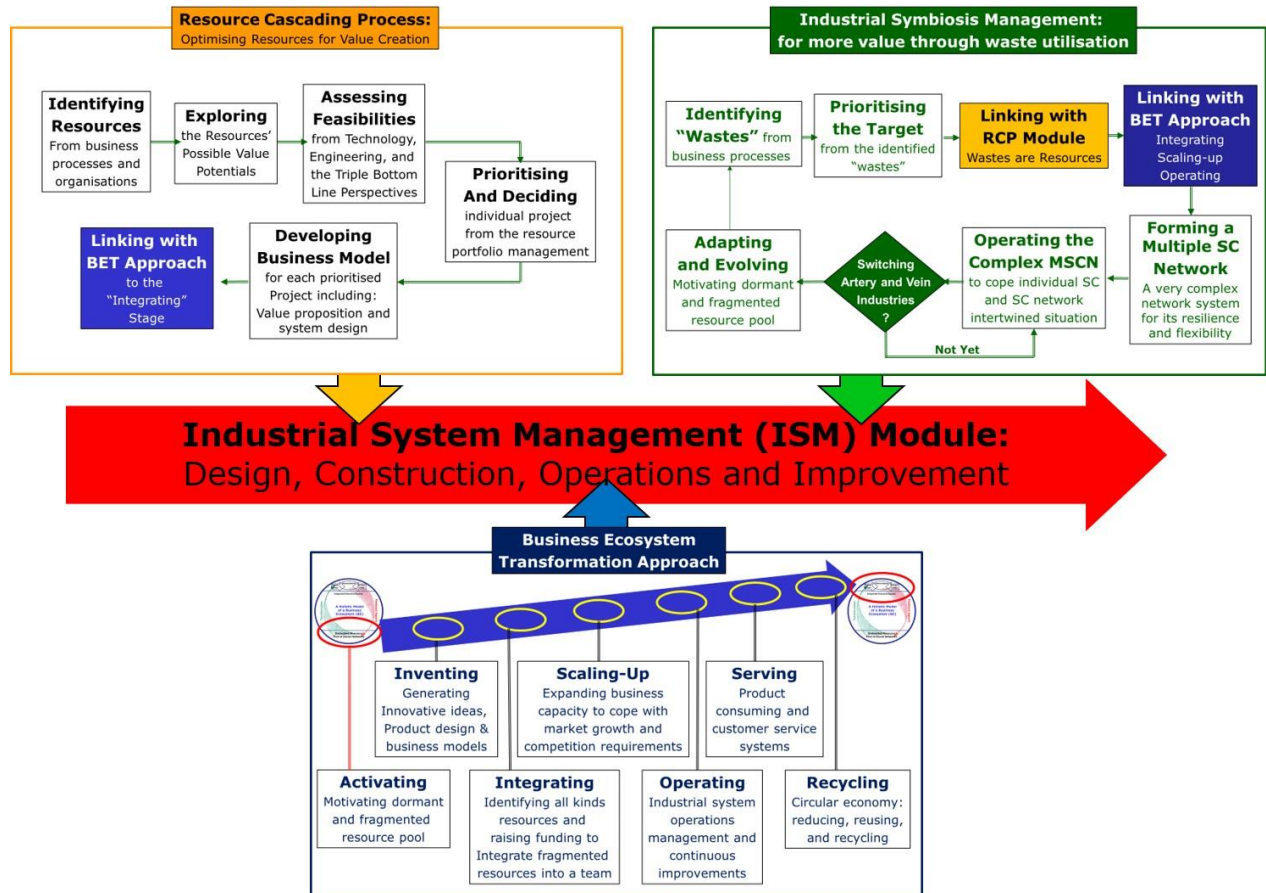 Resource Cascading Process:
Optimising Resources for Value Creation
Identifying
Resources
From business
processes and
organisations
Exploring
the Resources'
Possible Value
Potentials
Assessing
Feasibilities
from Technology,
Engineering, and
the Triple Bottom
Line Perspectives
Prioritising
And Deciding
individual project
from the resource
portfolio management
Developing
Business Model
for each prioritised
Project including:
Value proposition and
system design
Linking with
BET Approach
to the
"Integrating"
Stage
Industrial Symbiosis Management:
for more value through waste utilisation
Identifying
"Wastes" from
business processes
Prioritising
the Target
from the identified
"wastes"
Linking with
RCP Module
Wastes are Resources
Linking with
BET Approach
Integrating
Scaling-up
Operating
Forming a
Multiple SC
Network
A very complex
network system
for its resilience
and flexibility
Operating the
Complex MSCN
to cope individual SC
and SC network
intertwined situation
Switching
Artery and Vein
Industries
?
Not Yet
Adapting
and Evolving
Motivating dormant
and fragmented
resource pool
Industrial System Management (ISM) Module:
Design, Construction, Operations and Improvement
Business Ecosystem
Transformation Approach
Inventing
Generating
Innovative ideas,
Product design &
business models
Scaling-Up
Expanding business
capacity to cope with
market growth and
competition requirements
Serving
Product
consuming and
customer service
systems
Activating
Motivating dormant
and fragmented
resource pool
Integrating
Identifying all kinds
resources and
raising funding to
Integrate fragmented
resources into a team
Operating
Industrial system
operations
management and
continuous
improvements
Recycling
Circular economy:
reducing, reusing,
and recycling